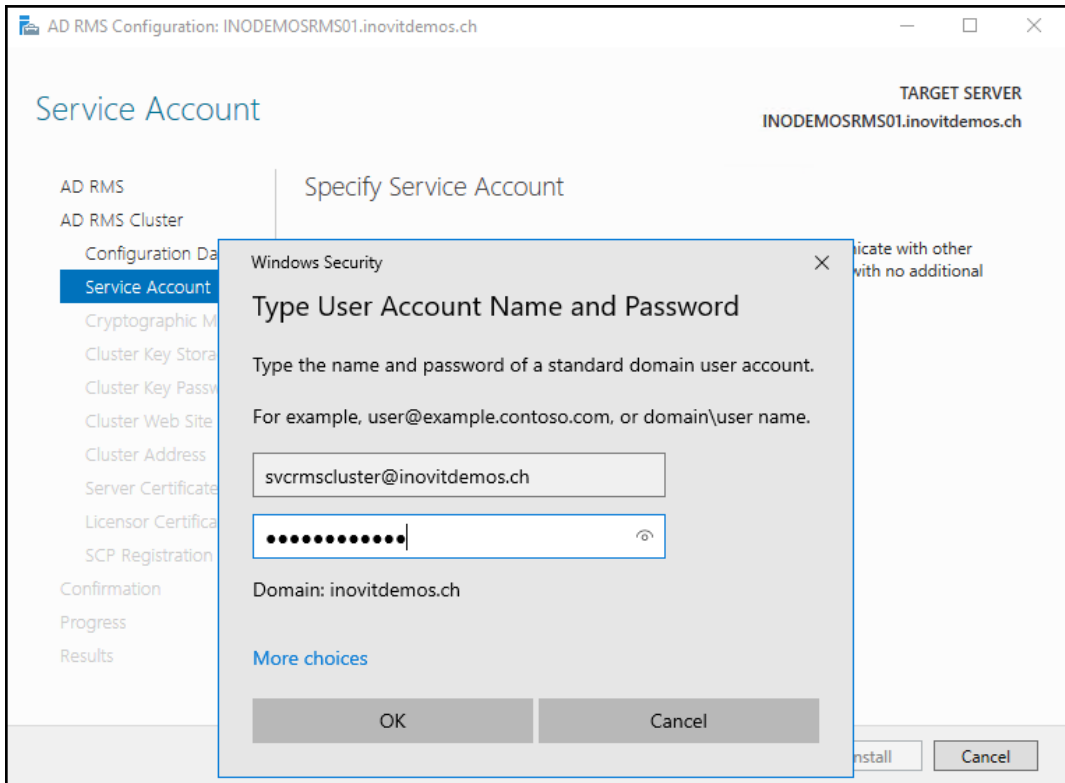 AD RMS Configuration: INODEMOSRMS01.inovitdemos.ch
Service Account
TARGET SERVER
INODEMOSRMS01.inovitdemos.ch
AD RMS
AD RMS Cluster
Configuration Da
Service Account
Cryptographic M
Cluster Key Stora
Cluster Key Passw
Cluster Web Site
Cluster Address
Server Certificate
Licensor Certifica
SCP Registration
Confirmation
Progress
Results
Specify Service Account
nicate with other
with no additional
Windows Security
Type User Account Name and Password
Type the name and password of a standard domain user account.
For example, user@example.contoso.com, or domain\user name.
svcrmscluster@inovitdemos.ch
●●●●●●●●●●●●
Domain: inovitdemos.ch
More choices
OK Cancel
nstall Cancel